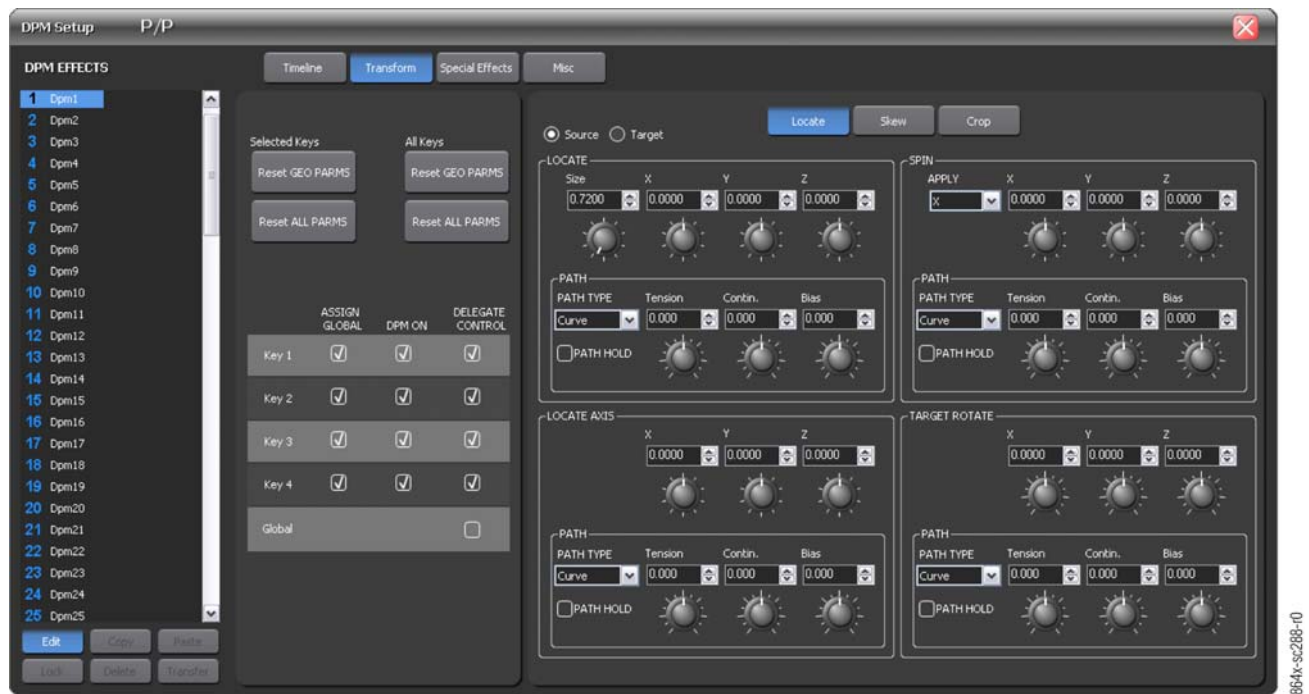 DPM Setup P/P
DPM EFFECTS
Timeline Transform Special Effects Misc
1 Dpm1
2 Dpm2
3 Dpm3
4 Dpm4
5 Dpm5
6 Dpm6
7 Dpm7
8 Dpm8
9 Dpm9
10 Dpm10
11 Dpm11
12 Dpm12
13 Dpm13
14 Dpm14
15 Dpm15
16 Dpm16
17 Dpm17
18 Dpm18
19 Dpm19
20 Dpm20
21 Dpm21
22 Dpm22
23 Dpm23
24 Dpm24
25 Dpm25
Edit Copy Paste
Lock Delete Transfer
Selected Keys All Keys
Reset GEO PARMS Reset GEO PARMS
Reset ALL PARMS Reset ALL PARMS
ASSIGN GLOBAL DPM ON DELEGATE CONTROL
Key 1
Key 2
Key 3
Key 4
Global
Locate Skew Crop
Source Target
LOCATE
Size X Y Z
0.7200 0.0000 0.0000 0.0000
PATH
PATH TYPE Tension Contin. Bias
Curve 0.000 0.000 0.000
PATH HOLD
SPIN
APPLY X Y Z
X 0.0000 0.0000 0.0000
PATH
PATH TYPE Tension Contin. Bias
Curve 0.000 0.000 0.000
PATH HOLD
LOCATE AXIS
X Y Z
0.0000 0.0000 0.0000
PATH
PATH TYPE Tension Contin. Bias
Curve 0.000 0.000 0.000
PATH HOLD
TARGET ROTATE
X Y Z
0.0000 0.0000 0.0000
PATH
PATH TYPE Tension Contin. Bias
Curve 0.000 0.000 0.000
PATH HOLD
864x-sc288-r0